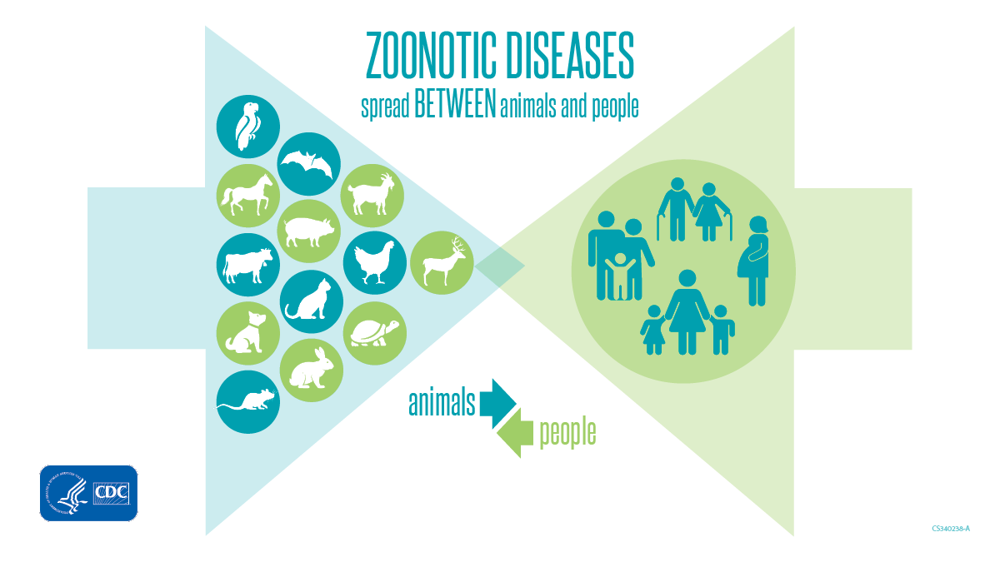 ZOONOTIC DISEASES
spread BETWEEN animals and people
animals
people
CDC
CS340238-A